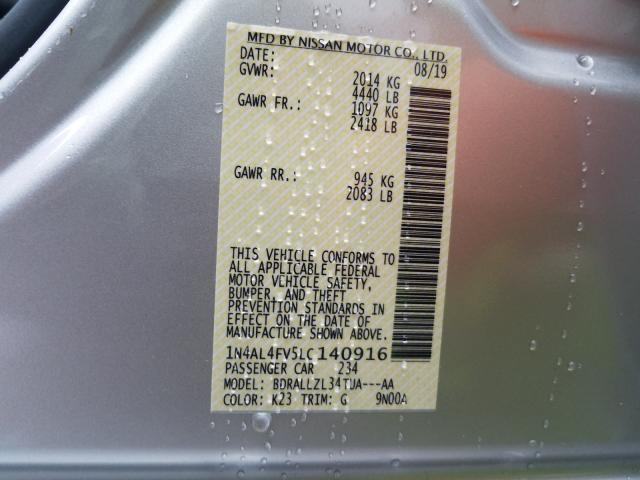 MFD BY NISSAN MOTOR CO., LTD.
DATE: 08/19
GVWR: 2014 KG
4440 LB
GAWR FR.: 1097 KG
2418 LB
GAWR RR.: 945 KG
2083 LB
THIS VEHICLE CONFORMS TO
ALL APPLICABLE FEDERAL
MOTOR VEHICLE SAFETY,
BUMPER, AND THEFT
PREVENTION STANDARDS IN
EFFECT ON THE DATE OF
MANUFACTURE SHOWN ABOVE.
1N4AL4FV5LC140916
PASSENGER CAR 234
MODEL: BDRALLZL34TUA---AA
COLOR: K23 TRIM: G 9N00A